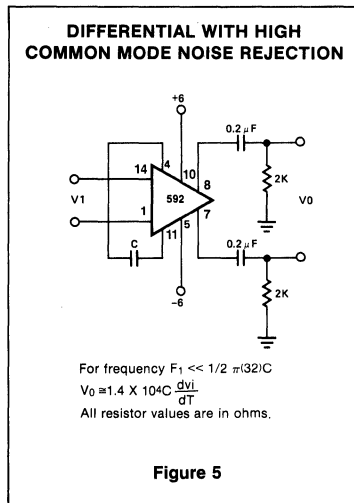 DIFFERENTIAL WITH HIGH
COMMON MODE NOISE REJECTION
+6
0.2 µF
4
10
14
8
592
2K
V1
V0
1
7
5
11
0.2 µF
C
2K
−6
For frequency F₁ << 1/2 π(32)C
V₀ ≅1.4 X 10⁴C dvi
dT
All resistor values are in ohms.
Figure 5